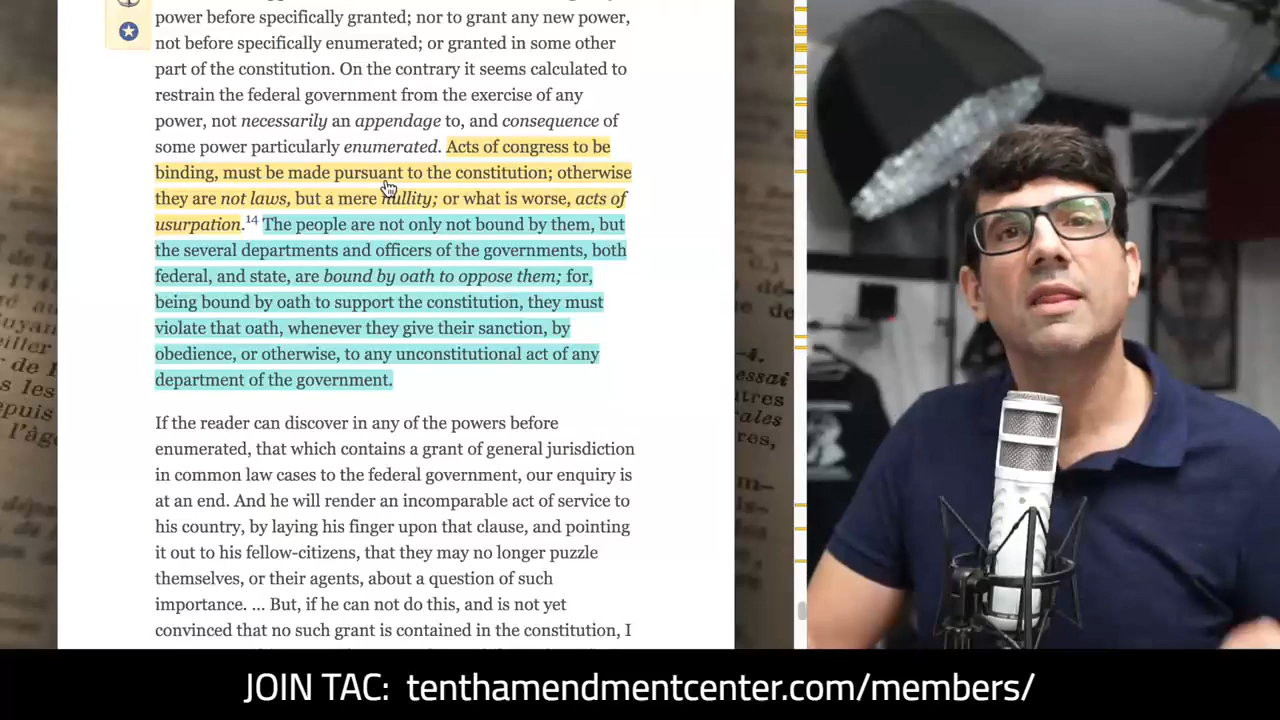 power before specifically granted; nor to grant any new power,
not before specifically enumerated; or granted in some other
part of the constitution. On the contrary it seems calculated to
restrain the federal government from the exercise of any
power, not necessarily an appendage to, and consequence of
some power particularly enumerated. Acts of congress to be
binding, must be made pursuant to the constitution; otherwise
they are not laws, but a mere nullity; or what is worse, acts of
usurpation.14 The people are not only not bound by them, but
the several departments and officers of the governments, both
federal, and state, are bound by oath to oppose them; for,
being bound by oath to support the constitution, they must
violate that oath, whenever they give their sanction, by
obedience, or otherwise, to any unconstitutional act of any
department of the government.
If the reader can discover in any of the powers before
enumerated, that which contains a grant of general jurisdiction
in common law cases to the federal government, our enquiry is
at an end. And he will render an incomparable act of service to
his country, by laying his finger upon that clause, and pointing
it out to his fellow-citizens, that they may no longer puzzle
themselves, or their agents, about a question of such
importance. ... But, if he can not do this, and is not yet
convinced that no such grant is contained in the constitution, I
JOIN TAC: tenthamendmentcenter.com/members/